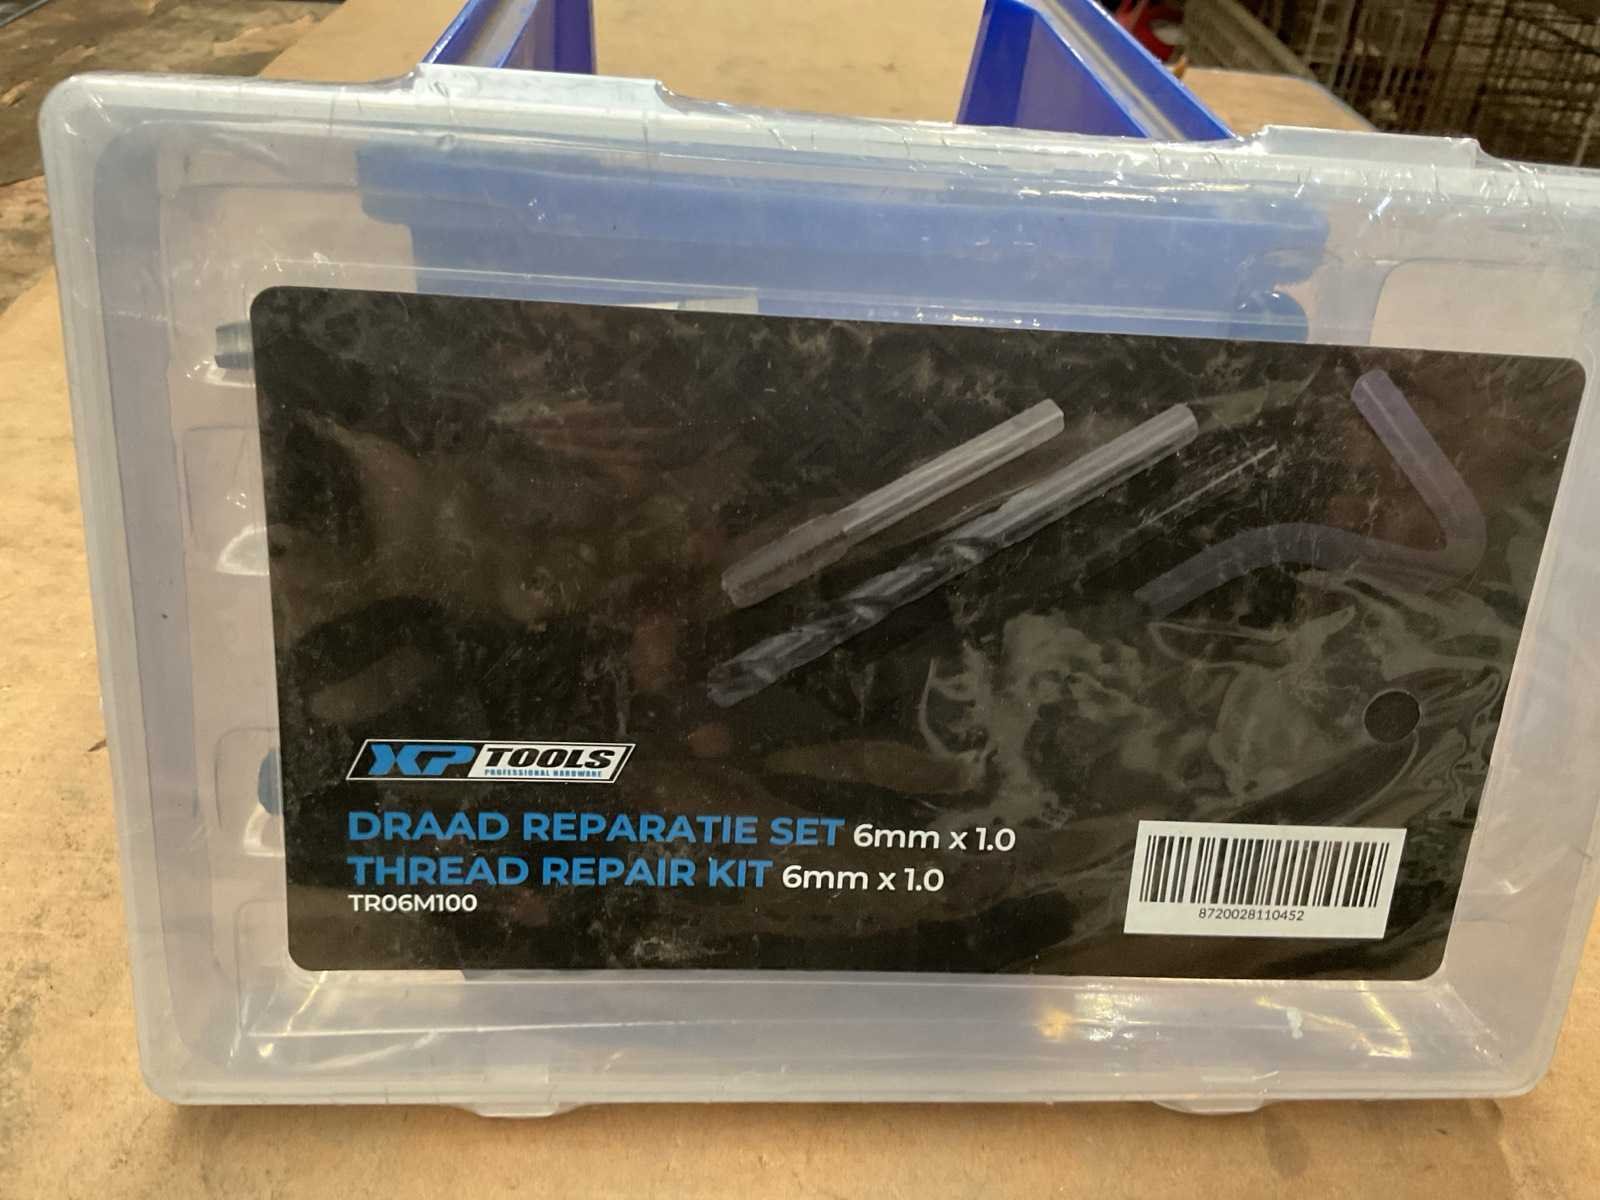 XP TOOLS
PROFESSIONAL HARDWARE
DRAAD REPARATIE SET 6mm x 1.0
THREAD REPAIR KIT 6mm x 1.0
TR06M100
8720028110452